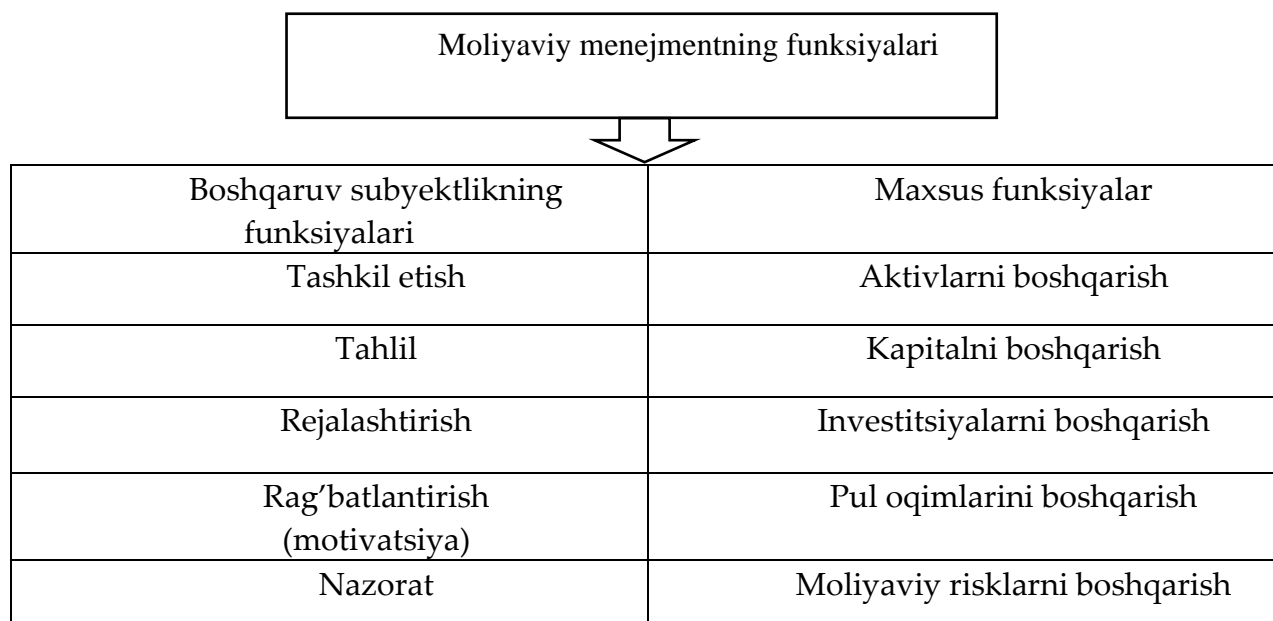 Moliyaviy menejmentning funksiyalari
Boshqaruv subyektlikning
funksiyalari
Maxsus funksiyalar
Tashkil etish
Aktivlarni boshqarish
Tahlil
Kapitalni boshqarish
Rejalashtirish
Investitsiyalarni boshqarish
Rag’batlantirish
(motivatsiya)
Pul oqimlarini boshqarish
Nazorat
Moliyaviy risklarni boshqarish